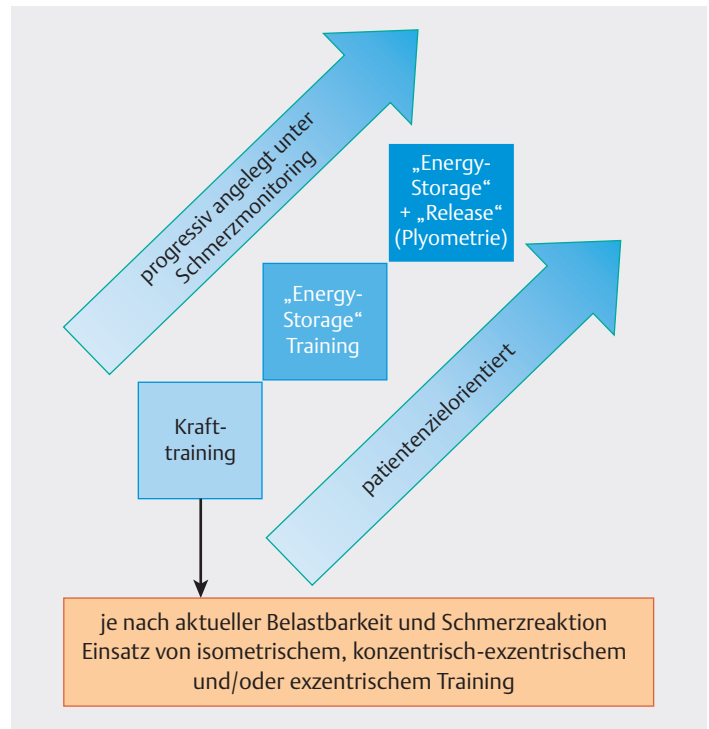 progressiv angelegt unter
Schmerzmonitoring
„Energy-
Storage“
+ „Release“
(Plyometrie)
„Energy-
Storage“
Training
Kraft-
training
patientenzielorientiert
je nach aktueller Belastbarkeit und Schmerzreaktion
Einsatz von isometrischem, konzentrisch-exzentrischem
und/oder exzentrischem Training